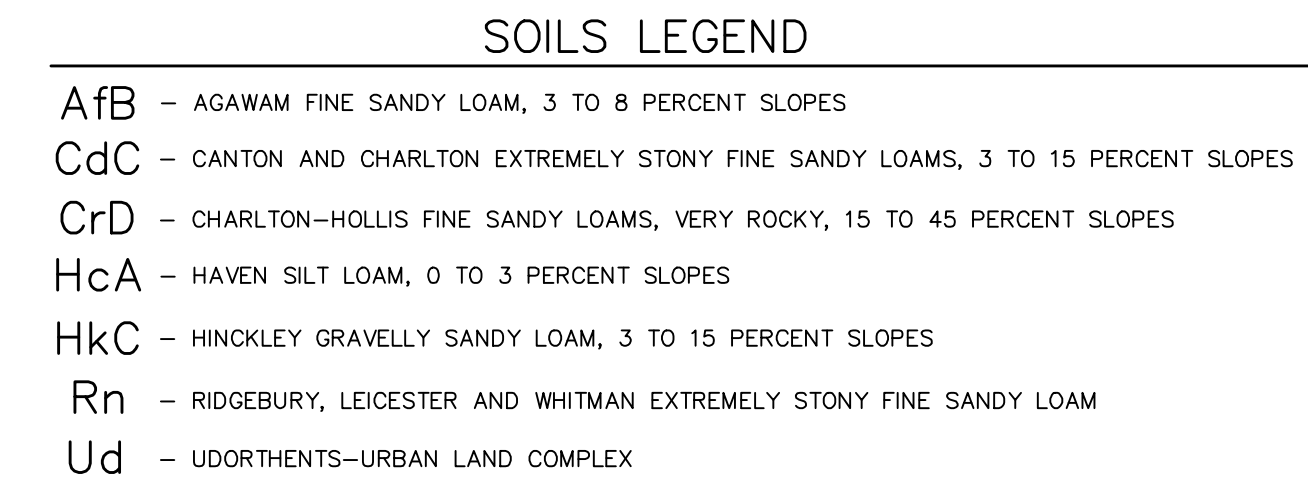 SOILS LEGEND
AfB – AGAWAM FINE SANDY LOAM, 3 TO 8 PERCENT SLOPES
CdC – CANTON AND CHARLTON EXTREMELY STONY FINE SANDY LOAMS, 3 TO 15 PERCENT SLOPES
CrD – CHARLTON–HOLLIS FINE SANDY LOAMS, VERY ROCKY, 15 TO 45 PERCENT SLOPES
HcA – HAVEN SILT LOAM, 0 TO 3 PERCENT SLOPES
HkC – HINCKLEY GRAVELLY SANDY LOAM, 3 TO 15 PERCENT SLOPES
Rn – RIDGEBURY, LEICESTER AND WHITMAN EXTREMELY STONY FINE SANDY LOAM
Ud – UDORTHENTS–URBAN LAND COMPLEX